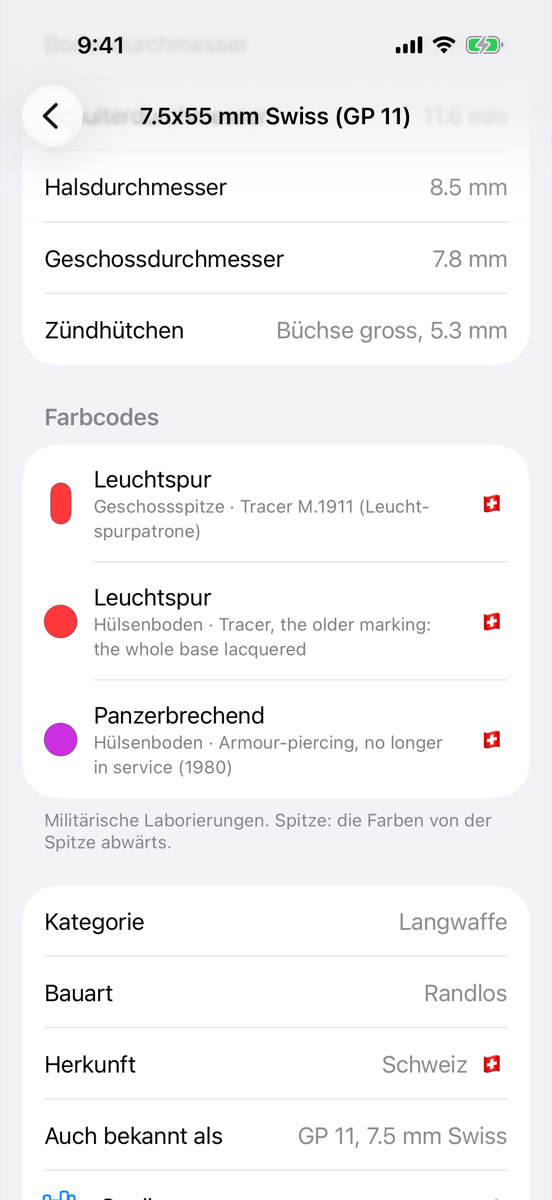 9:41
7.5x55 mm Swiss (GP 11)
11.6 mm
Halsdurchmesser 8.5 mm
Geschossdurchmesser 7.8 mm
Zündhütchen Büchse gross, 5.3 mm
Farbcodes
Leuchtspur
Geschossspitze · Tracer M.1911 (Leucht-
spurpatrone)
Leuchtspur
Hülsenboden · Tracer, the older marking:
the whole base lacquered
Panzerbrechend
Hülsenboden · Armour-piercing, no longer
in service (1980)
Militärische Laborierungen. Spitze: die Farben von der
Spitze abwärts.
Kategorie Langwaffe
Bauart Randlos
Herkunft Schweiz
Auch bekannt als GP 11, 7.5 mm Swiss